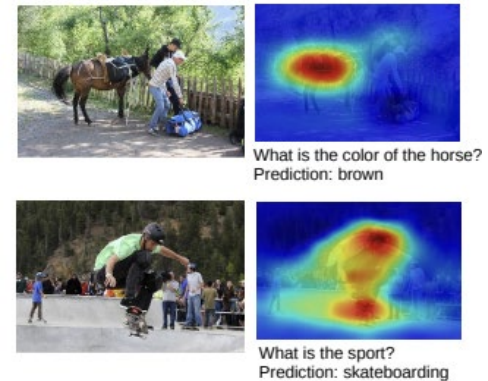 What is the color of the horse?
Prediction: brown
What is the sport?
Prediction: skateboarding